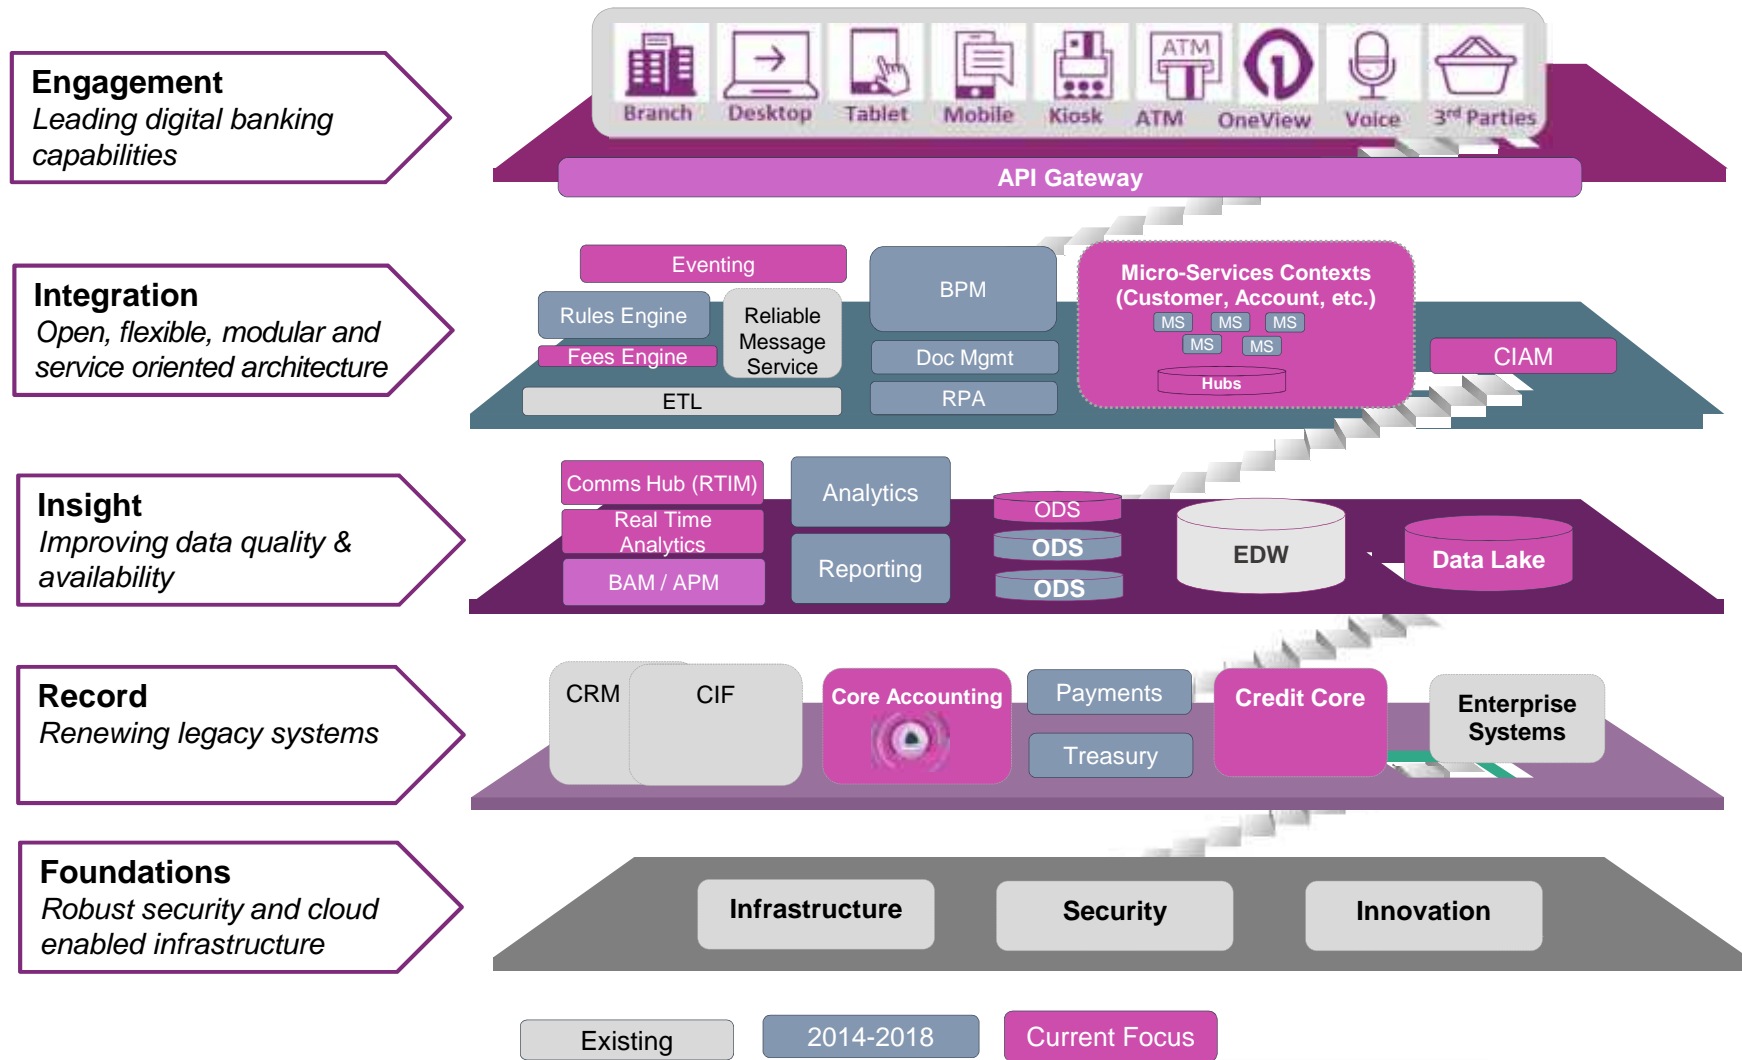 Engagement
Leading digital banking
capabilities
Branch
Desktop
Tablet
Mobile
Kiosk
ATM
ATM
OneView
Voice
3rd Parties
API Gateway
Integration
Open, flexible, modular and
service oriented architecture
Eventing
Rules Engine
Fees Engine
Reliable
Message
Service
ETL
BPM
Doc Mgmt
RPA
Micro-Services Contexts
(Customer, Account, etc.)
MS
MS
MS
MS
MS
Hubs
CIAM
Insight
Improving data quality &
availability
Comms Hub (RTIM)
Real Time
Analytics
BAM / APM
Analytics
Reporting
ODS
ODS
ODS
EDW
Data Lake
Record
Renewing legacy systems
CRM
CIF
Core Accounting
Payments
Treasury
Credit Core
Enterprise
Systems
Foundations
Robust security and cloud
enabled infrastructure
Infrastructure
Security
Innovation
Existing
2014-2018
Current Focus